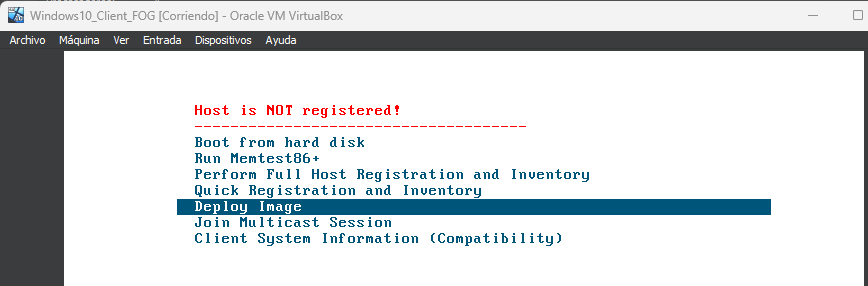 Windows10_Client_FOG [Corriendo] - Oracle VM VirtualBox
Archivo Máquina Ver Entrada Dispositivos Ayuda
Host is NOT registered!
-------------------------------------
Boot from hard disk
Run Memtest86+
Perform Full Host Registration and Inventory
Quick Registration and Inventory
Deploy Image
Join Multicast Session
Client System Information (Compatibility)